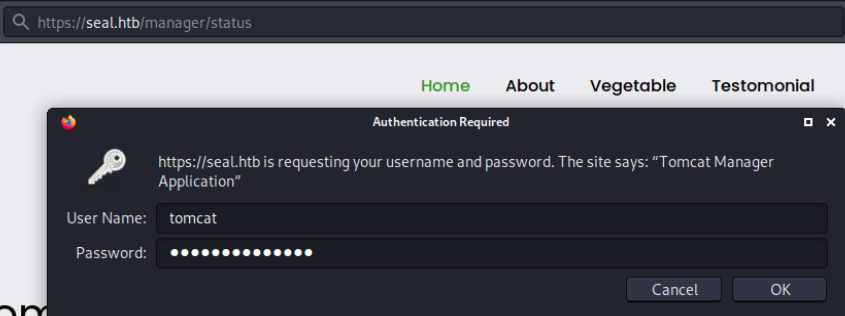 https://seal.htb/manager/status
Home About Vegetable Testomonial
Authentication Required
https://seal.htb is requesting your username and password. The site says: “Tomcat Manager
Application”
User Name: tomcat
Password: ●●●●●●●●●●●●●●
Cancel OK